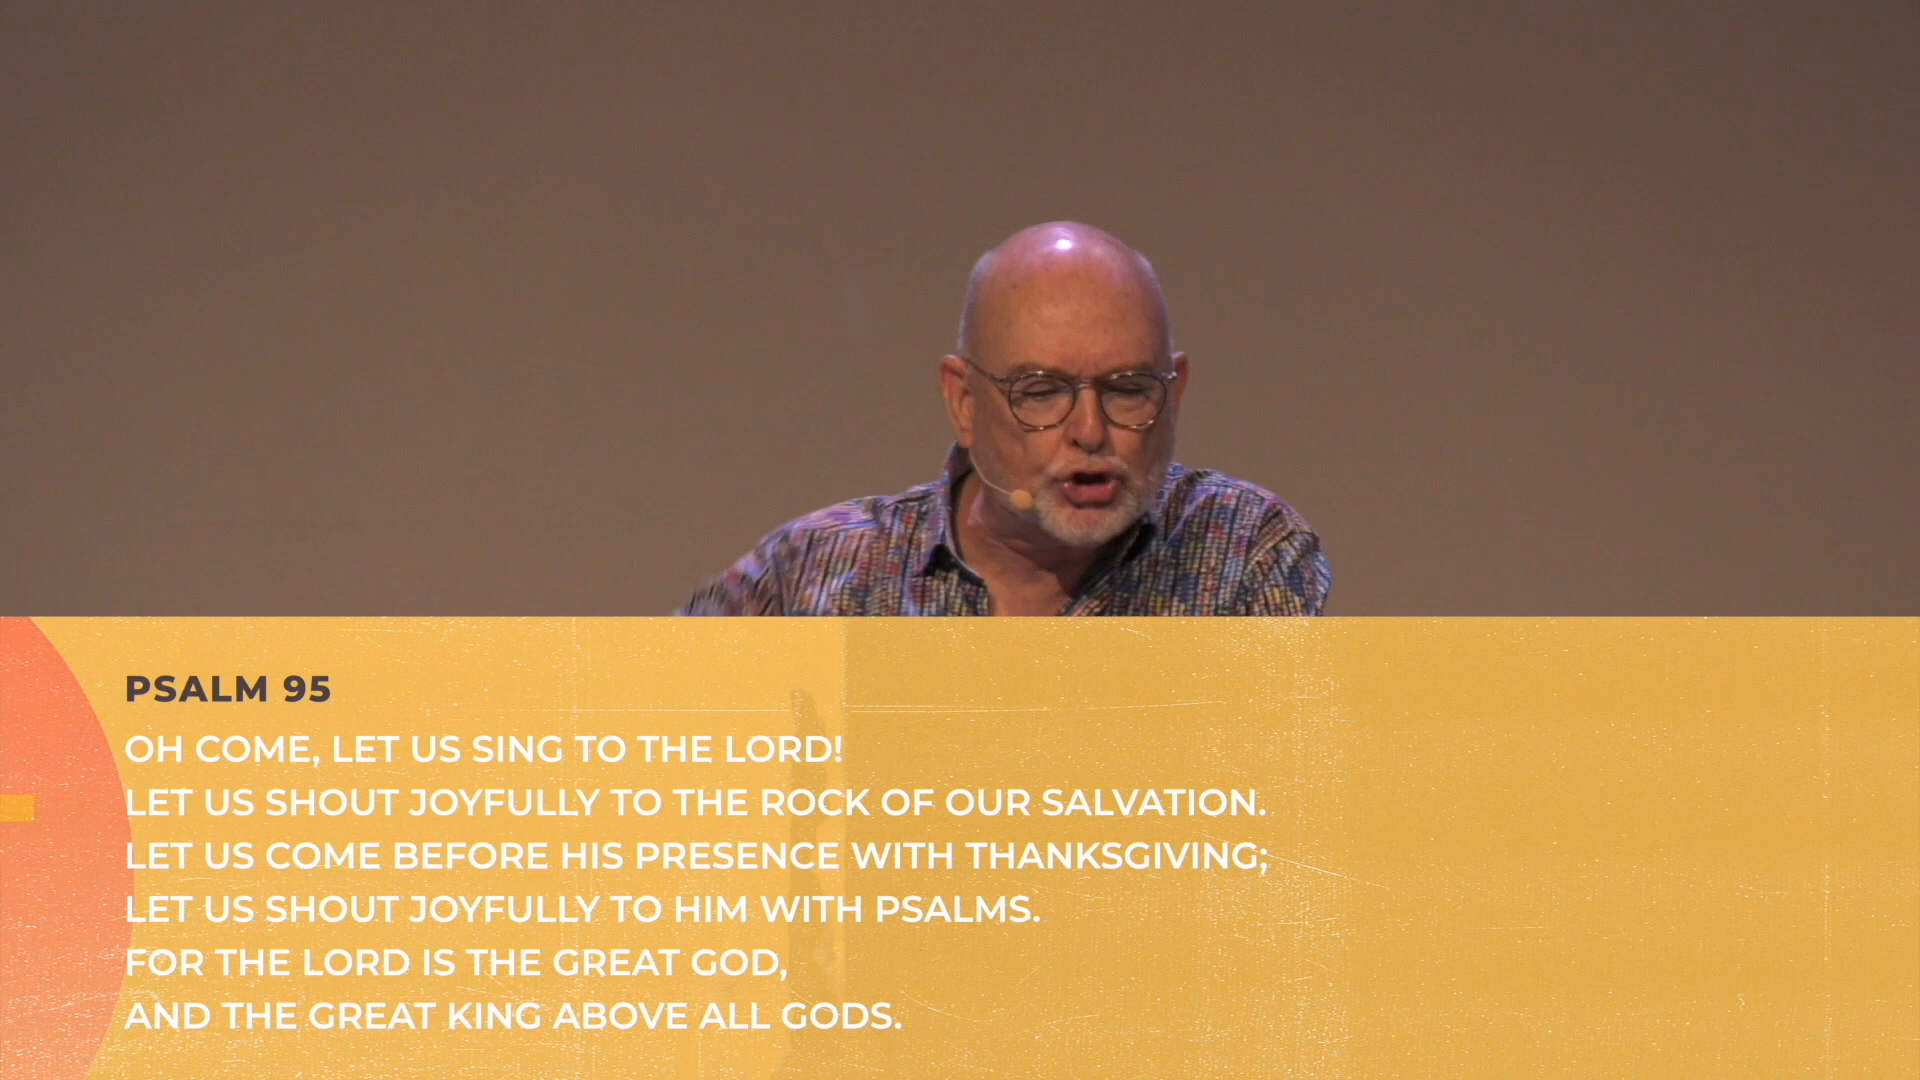 PSALM 95
OH COME, LET US SING TO THE LORD!
LET US SHOUT JOYFULLY TO THE ROCK OF OUR SALVATION.
LET US COME BEFORE HIS PRESENCE WITH THANKSGIVING;
LET US SHOUT JOYFULLY TO HIM WITH PSALMS.
FOR THE LORD IS THE GREAT GOD,
AND THE GREAT KING ABOVE ALL GODS.